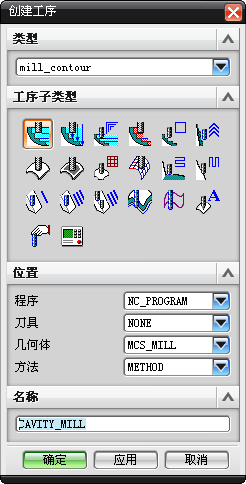 创建工序
类型
mill_contour
工序子类型
位置
程序 NC_PROGRAM
刀具 NONE
几何体 MCS_MILL
方法 METHOD
名称
CAVITY_MILL
确定 应用 取消